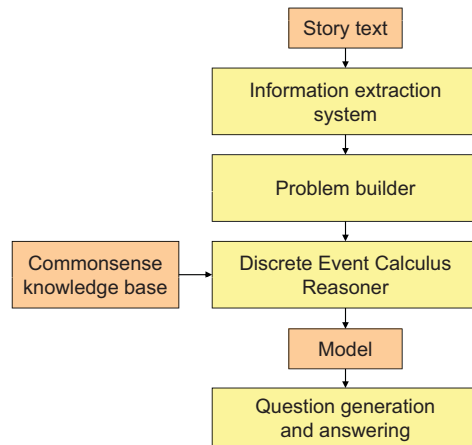 Story text
Information extraction
system
Problem builder
Commonsense
knowledge base
Discrete Event Calculus
Reasoner
Model
Question generation
and answering